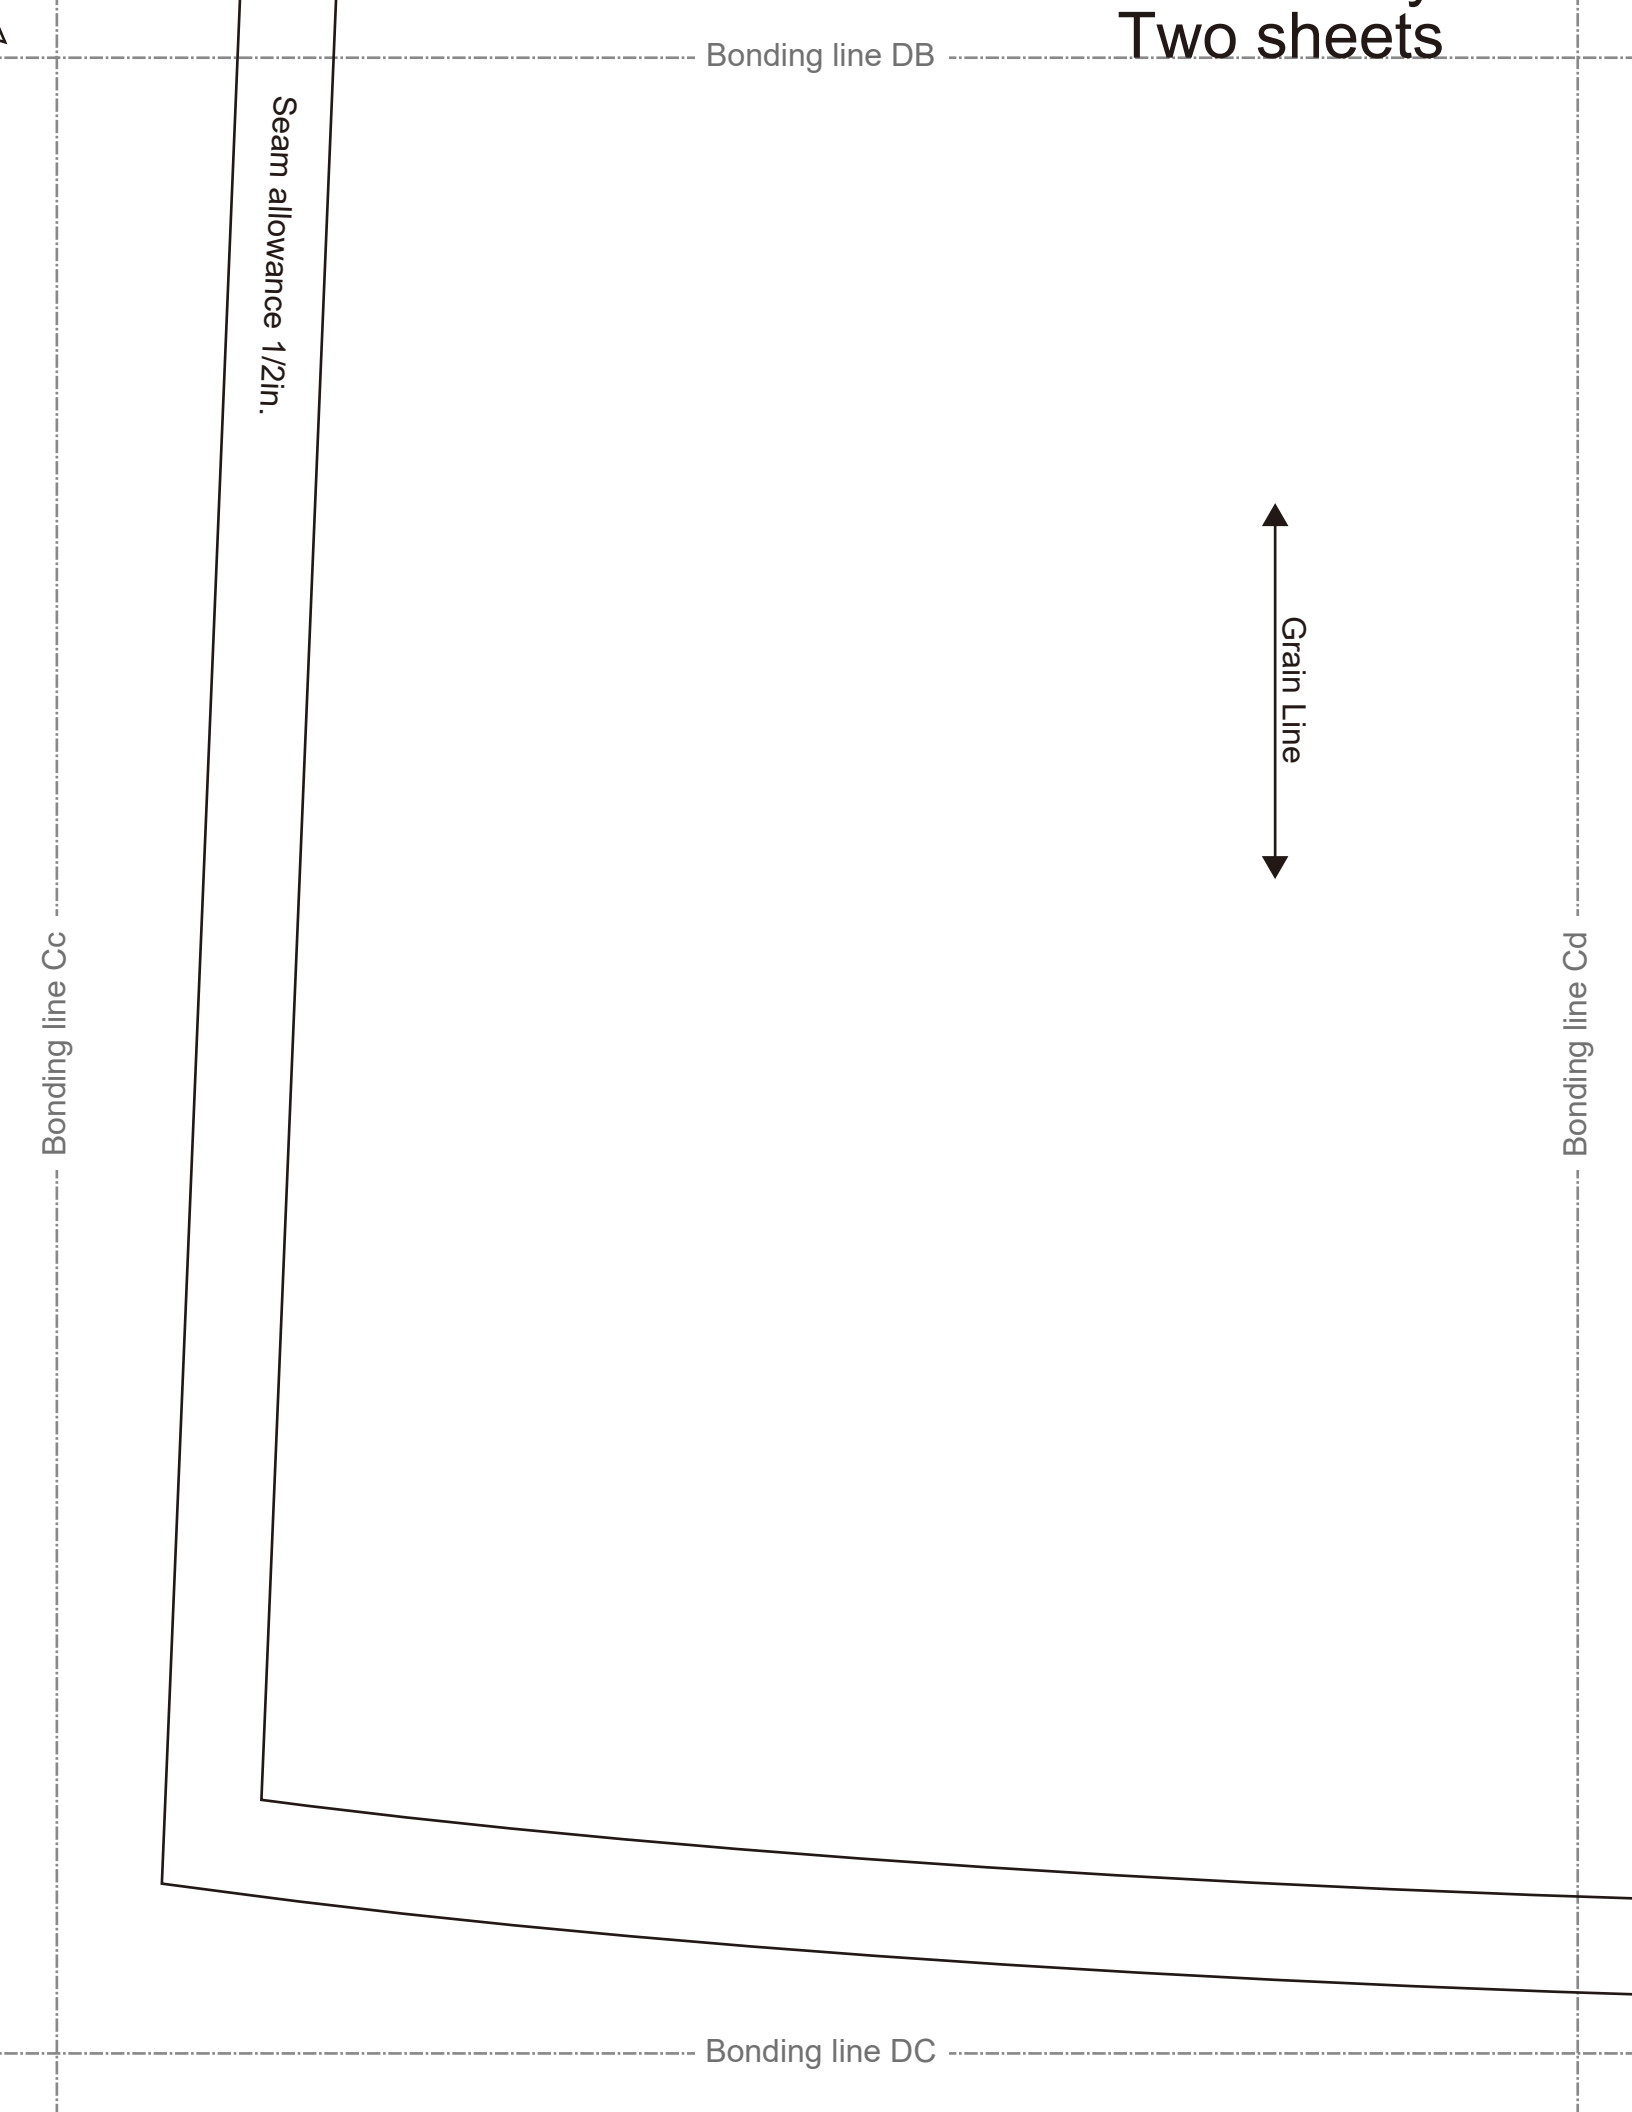 Two sheets
Bonding line DB
Seam allowance 1/2in.
Grain Line
Bonding line Cc
Bonding line Cd
Bonding line DC